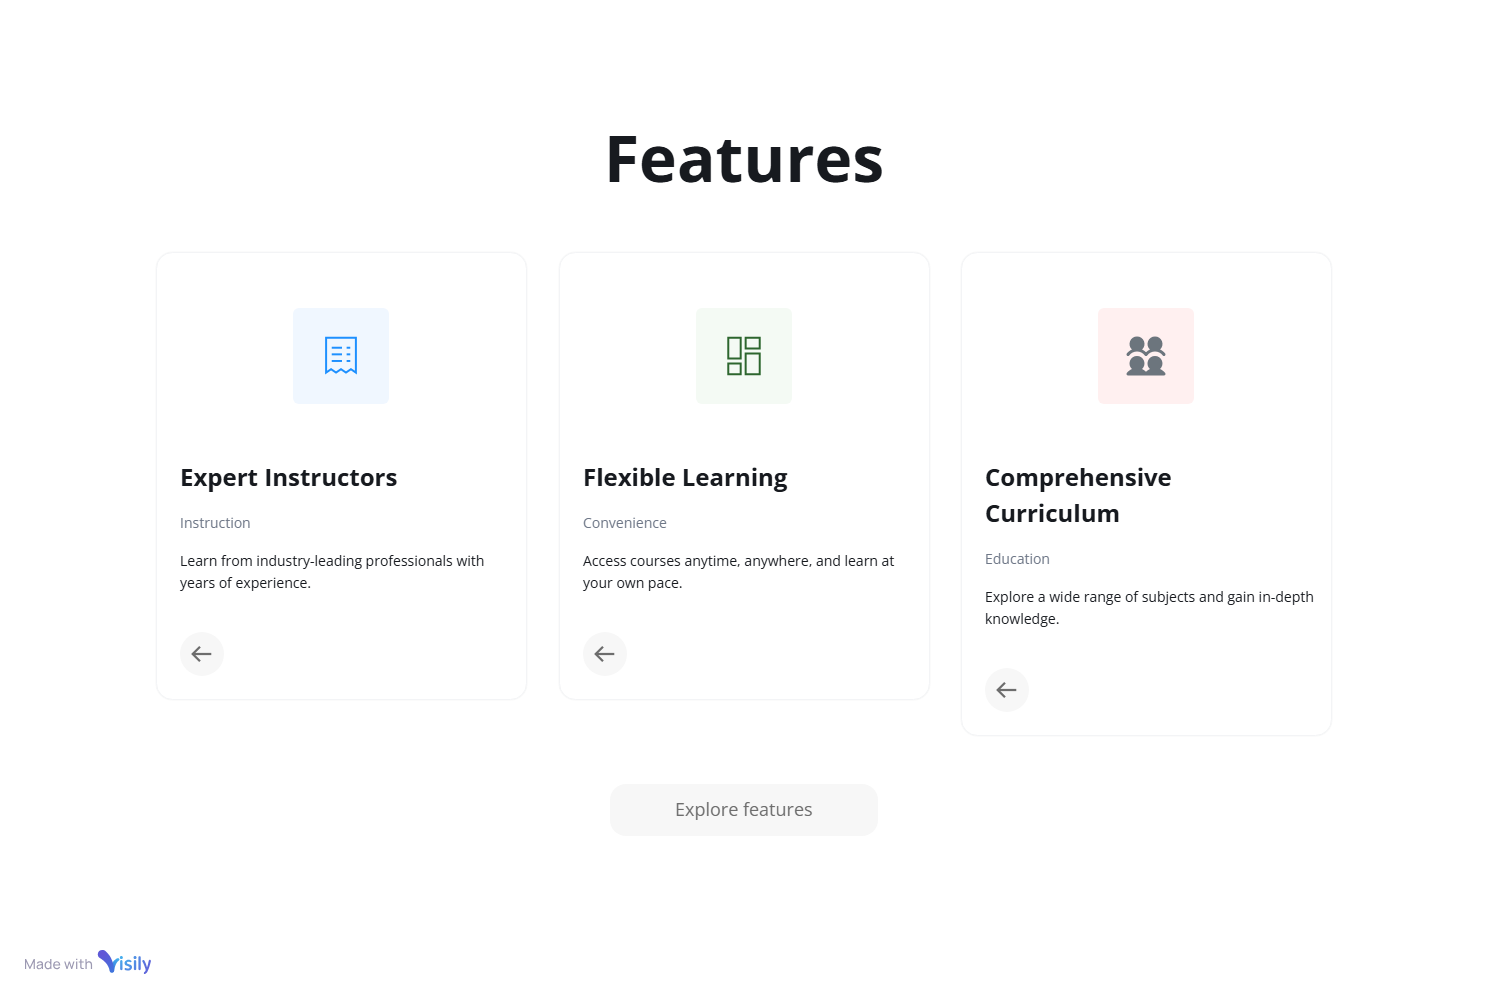 Features
Expert Instructors
Instruction
Learn from industry-leading professionals with
years of experience.
Flexible Learning
Convenience
Access courses anytime, anywhere, and learn at
your own pace.
Comprehensive
Curriculum
Education
Explore a wide range of subjects and gain in-depth
knowledge.
Explore features
Made with Visily